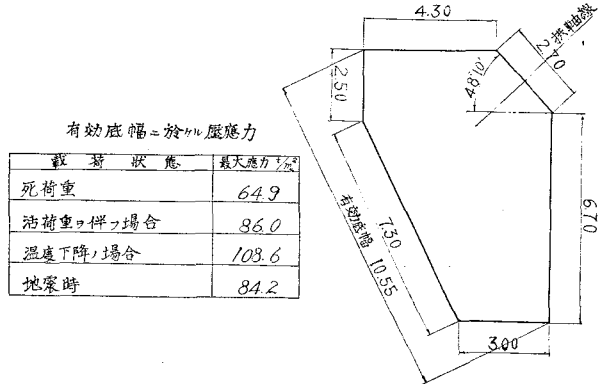 有効底幅ニ於ケル壓應力
載荷狀態 最大應力 t/m²
死荷重 64.9
活荷重ヲ伴フ場合 86.0
温度下降ノ場合 108.6
地震時 84.2
4.30
拱軸線
2.70
48°10'
2.50
6.70
7.30
有効底幅 10.55
3.00